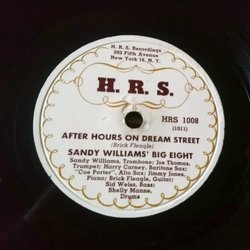 H. R. S. Recordings
303 Fifth Avenue
New York 16, N. Y.
H. R. S.
HRS 1008
(1011)
AFTER HOURS ON DREAM STREET
(Brick Fleagle)
SANDY WILLIAMS' BIG EIGHT
Sandy Williams, Trombone; Joe Thomas,
Trumpet; Harry Carney, Baritone Sax;
"Cue Porter", Alto Sax; Jimmy Jones,
Piano; Brick Fleagle, Guitar;
Sid Weiss, Bass;
Shelly Manne,
Drums